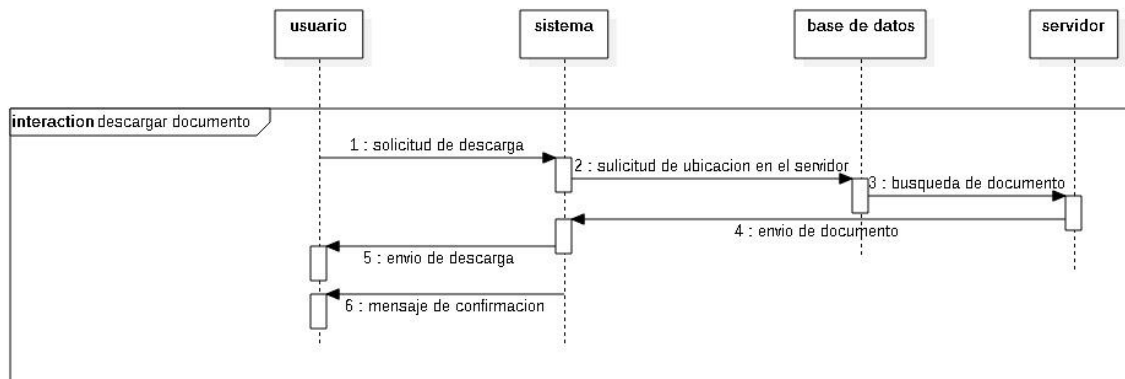 usuario
sistema
base de datos
servidor
interaction descargar documento
1 : solicitud de descarga
2 : sulicitud de ubicacion en el servidor
3 : busqueda de documento
4 : envio de documento
5 : envio de descarga
6 : mensaje de confirmacion